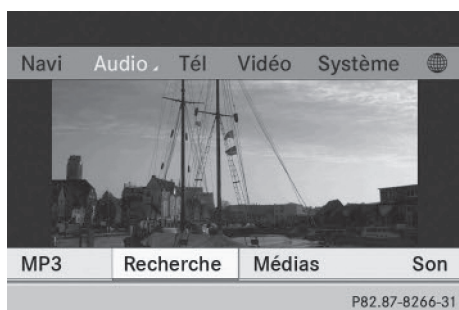 Navi Audio Tél Vidéo Système
MP3 Recherche Médias Son
P82.87-8266-31